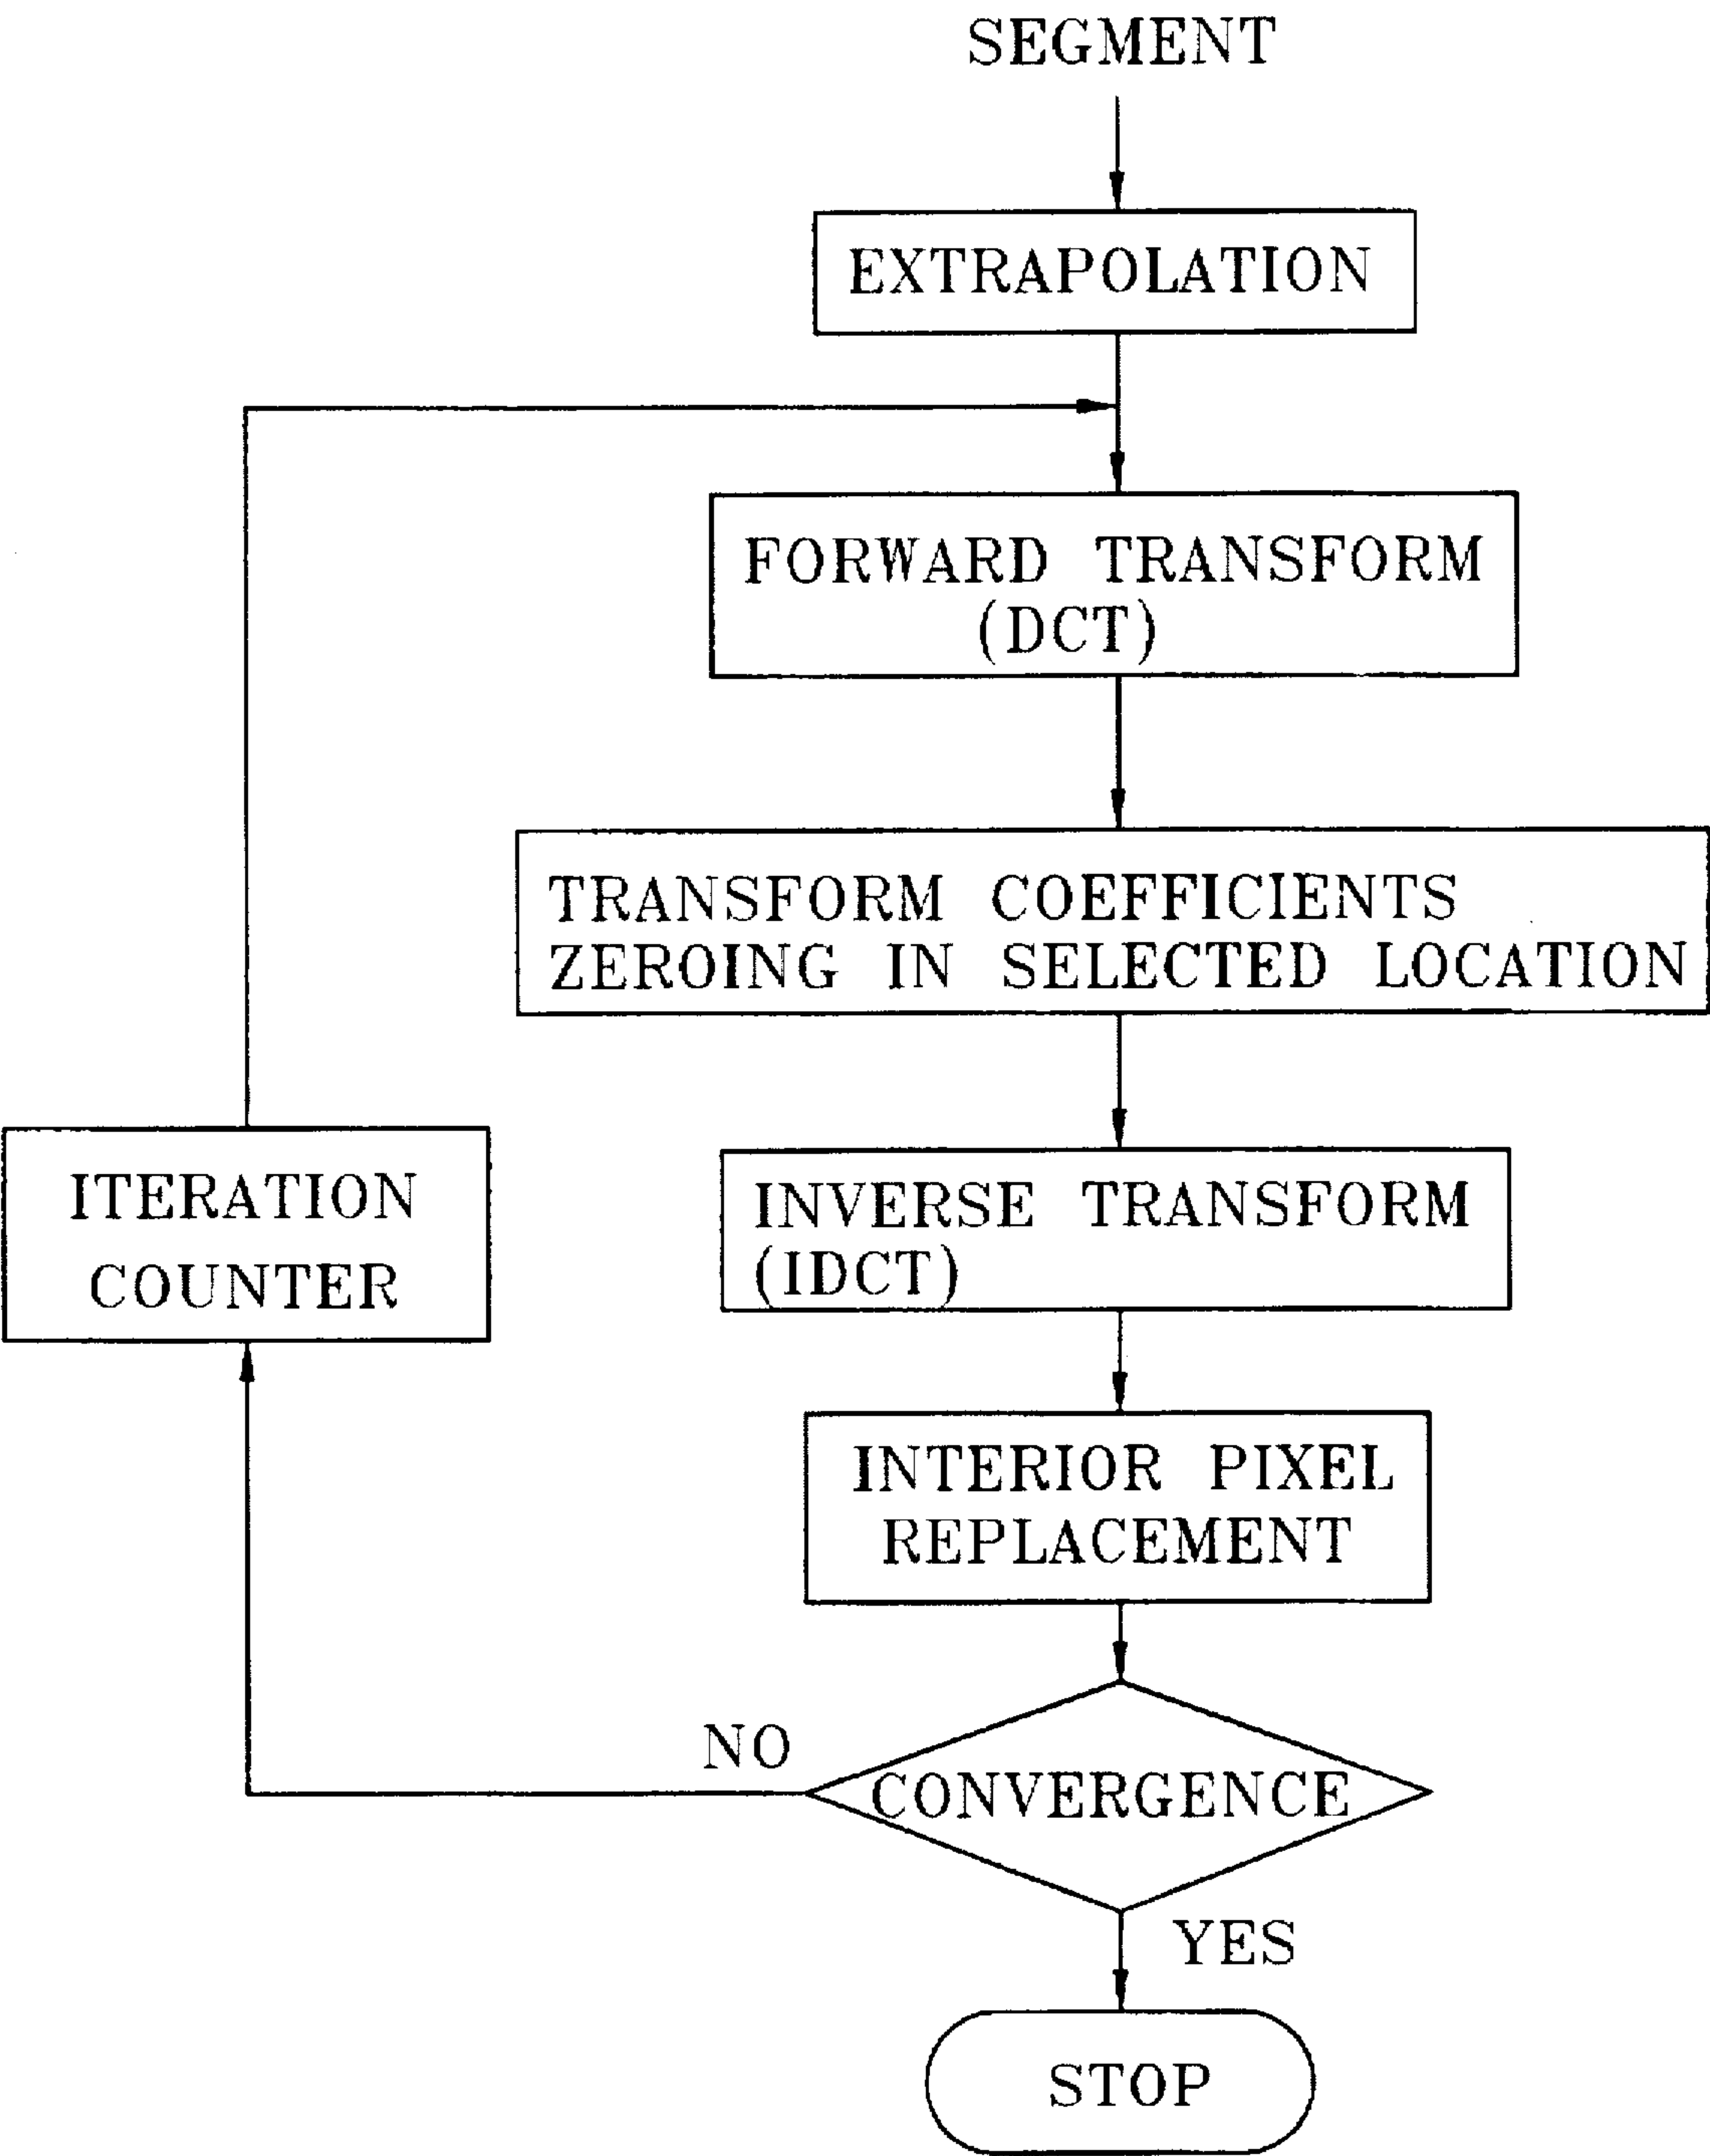 SEGMENT
EXTRAPOLATION
FORWARD TRANSFORM
(DCT)
TRANSFORM COEFFICIENTS
ZEROING IN SELECTED LOCATION
ITERATION
COUNTER
INVERSE TRANSFORM
(IDCT)
INTERIOR PIXEL
REPLACEMENT
NO
CONVERGENCE
YES
STOP